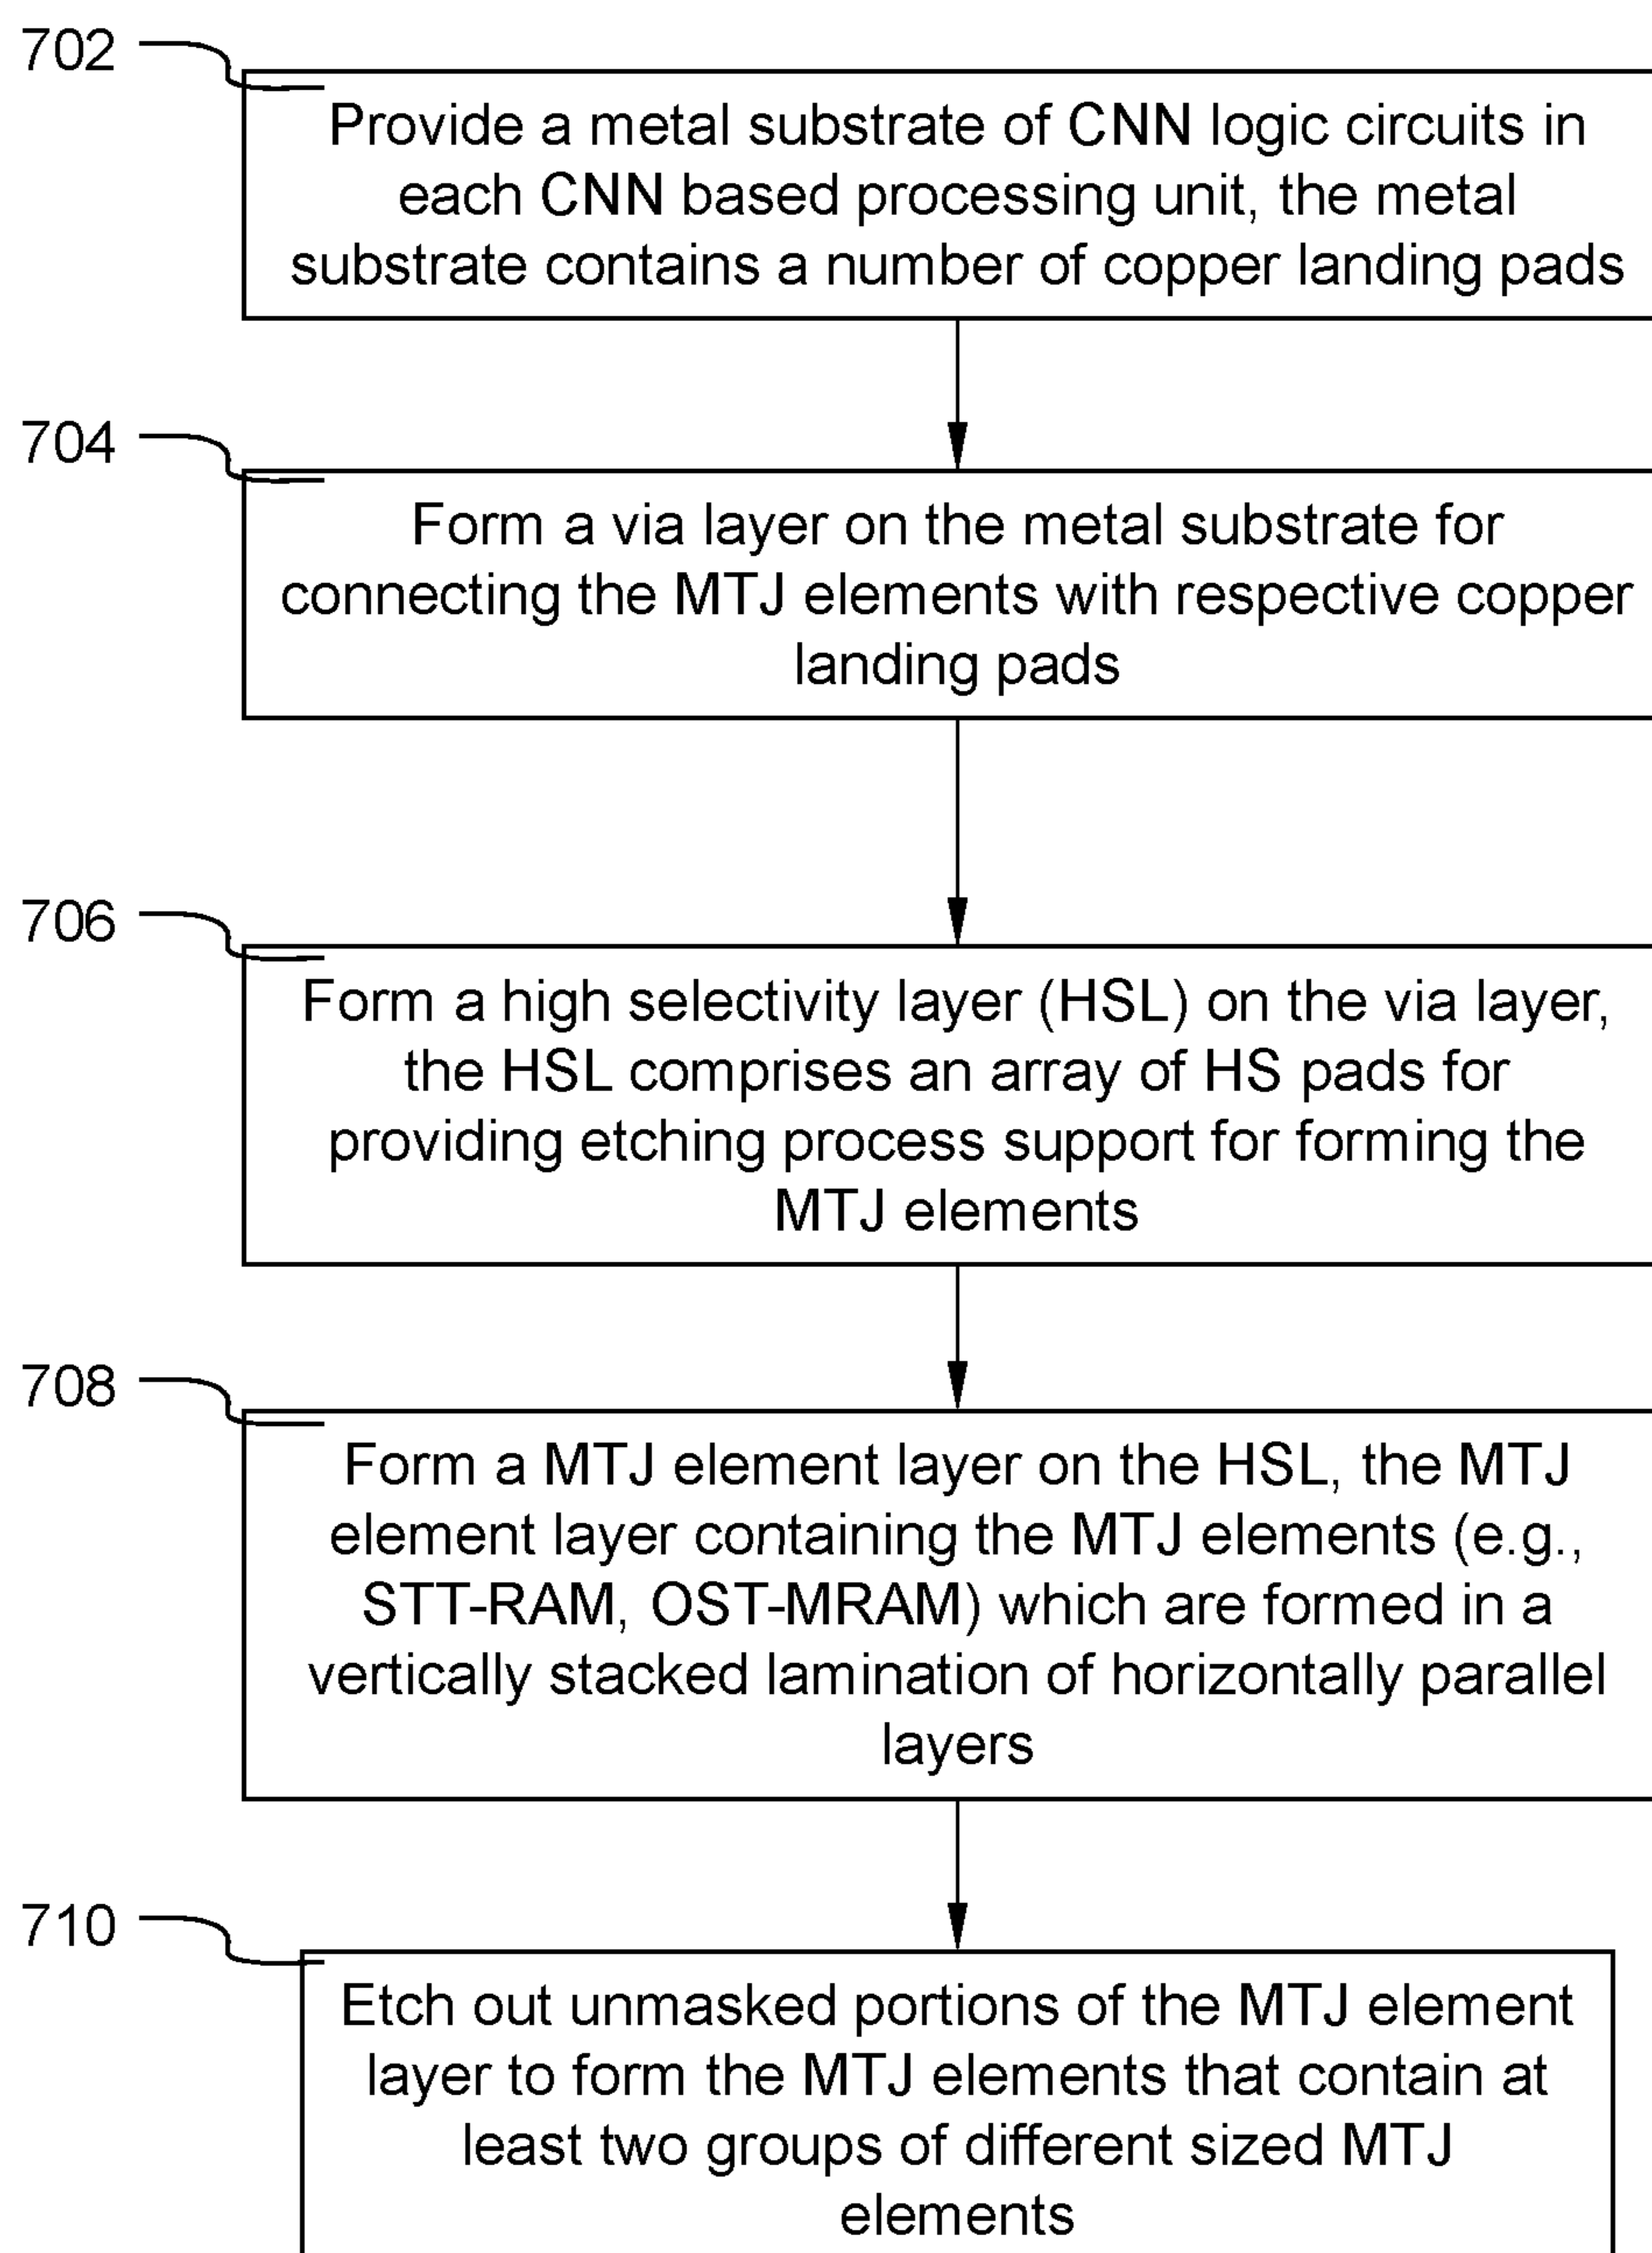 702
Provide a metal substrate of CNN logic circuits in
each CNN based processing unit, the metal
substrate contains a number of copper landing pads
704
Form a via layer on the metal substrate for
connecting the MTJ elements with respective copper
landing pads
706
Form a high selectivity layer (HSL) on the via layer,
the HSL comprises an array of HS pads for
providing etching process support for forming the
MTJ elements
708
Form a MTJ element layer on the HSL, the MTJ
element layer containing the MTJ elements (e.g.,
STT-RAM, OST-MRAM) which are formed in a
vertically stacked lamination of horizontally parallel
layers
710
Etch out unmasked portions of the MTJ element
layer to form the MTJ elements that contain at
least two groups of different sized MTJ
elements